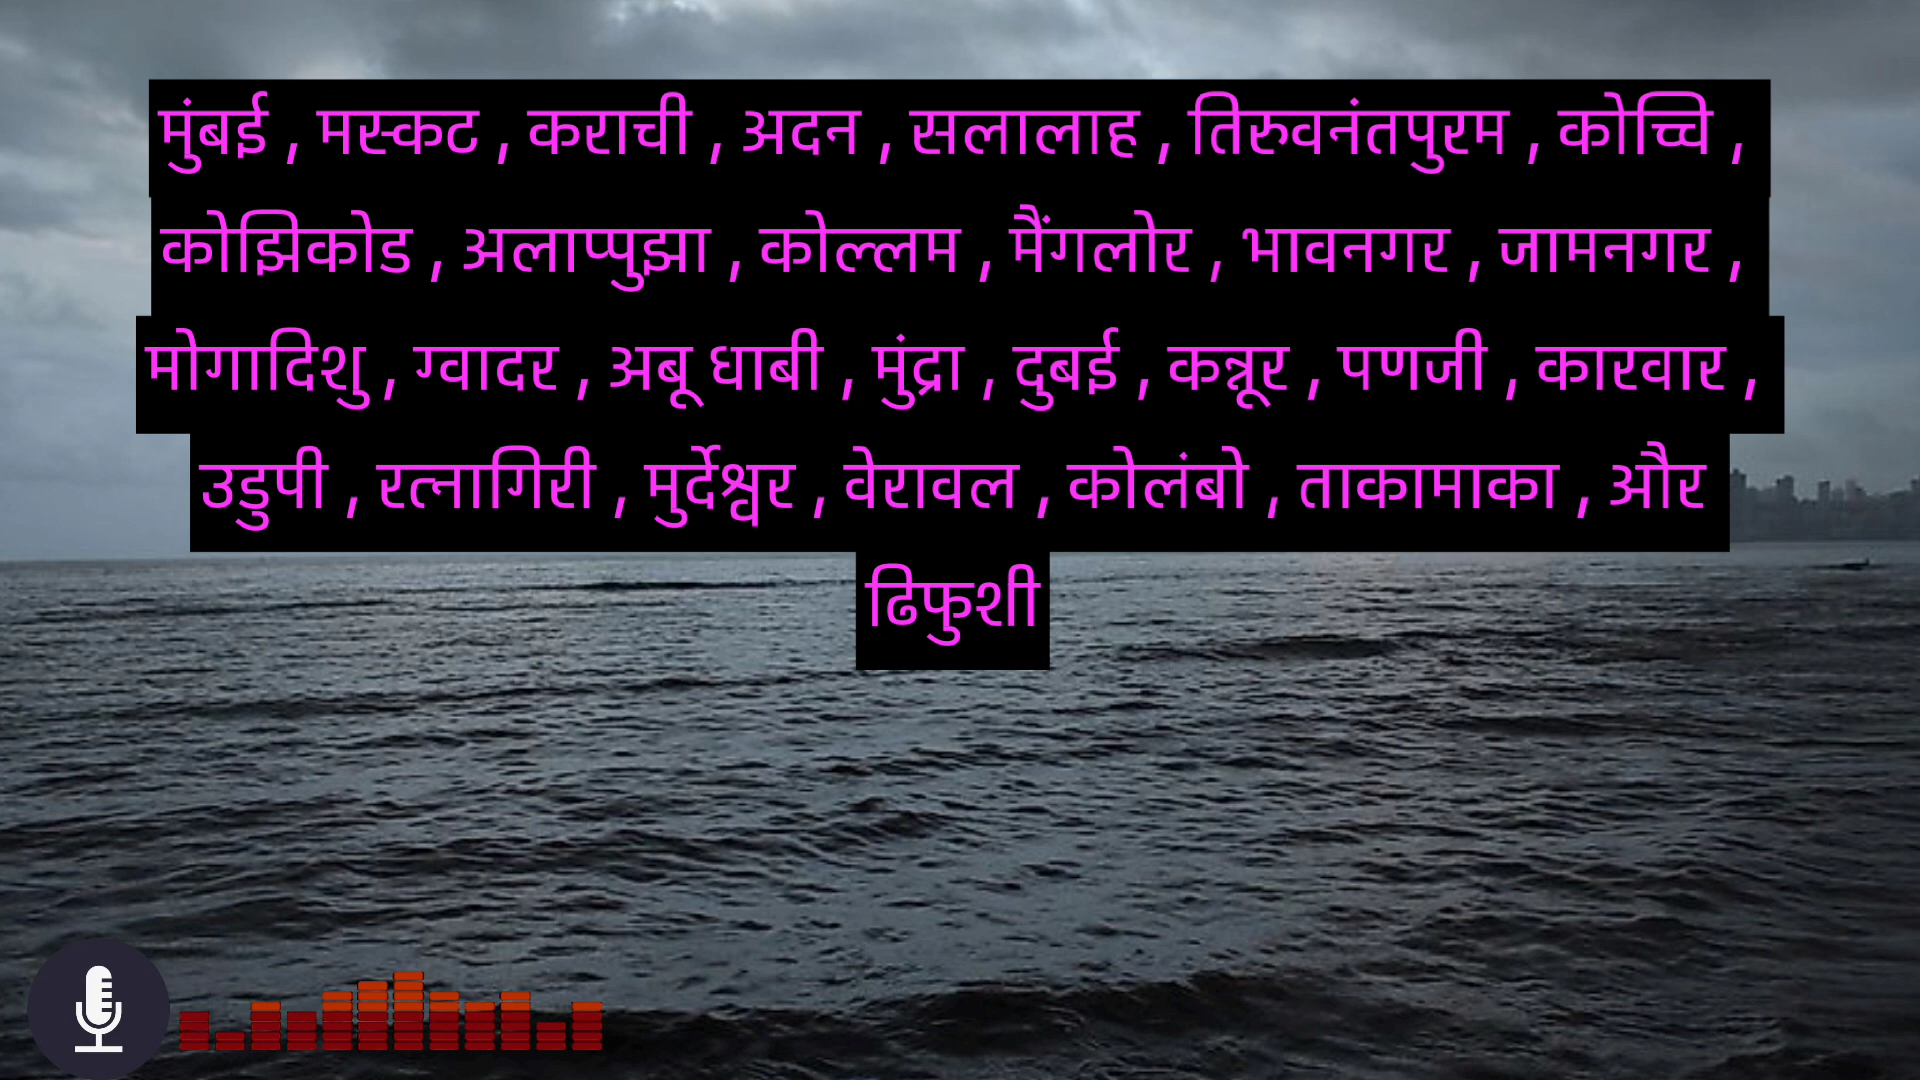 मुंबई , मस्कट , कराची , अदन , सलालाह , तिरुवनंतपुरम , कोच्चि ,
कोझिकोड , अलाप्पुझा , कोल्लम , मैंगलोर , भावनगर , जामनगर ,
मोगादिशु , ग्वादर , अबू धाबी , मुंद्रा , दुबई , कन्नूर , पणजी , कारवार ,
उडुपी , रत्नागिरी , मुर्देश्वर , वेरावल , कोलंबो , ताकामाका , और
ढिफुशी